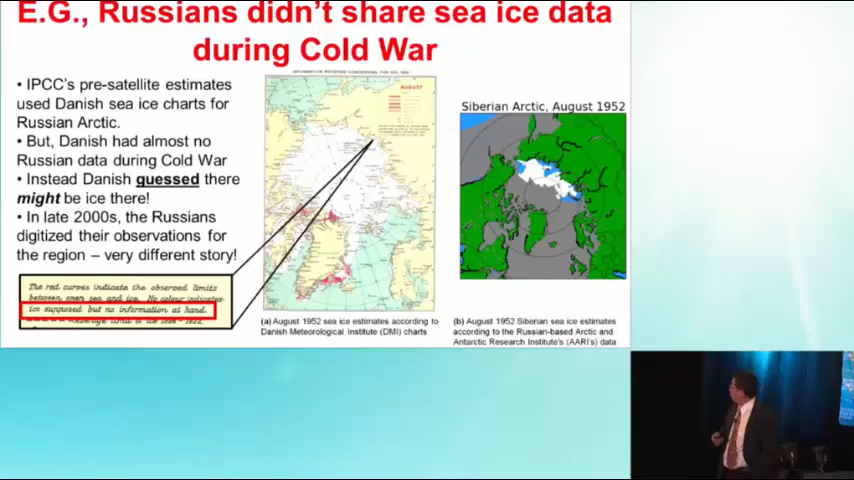 E.G., Russians didn't share sea ice data
during Cold War
• IPCC's pre-satellite estimates
used Danish sea ice charts for
Russian Arctic.
• But, Danish had almost no
Russian data during Cold War
• Instead Danish guessed there
might be ice there!
• In late 2000s, the Russians
digitized their observations for
the region – very different story!
The red curves indicate the observed limits
between open sea and ice. No colour indicates
ice supposed but no information at hand.
AUGUST
(a) August 1952 sea ice estimates according to
Danish Meteorological Institute (DMI) charts
Siberian Arctic, August 1952
(b) August 1952 Siberian sea ice estimates
according to the Russian-based Arctic and
Antarctic Research Institute's (AARI's) data